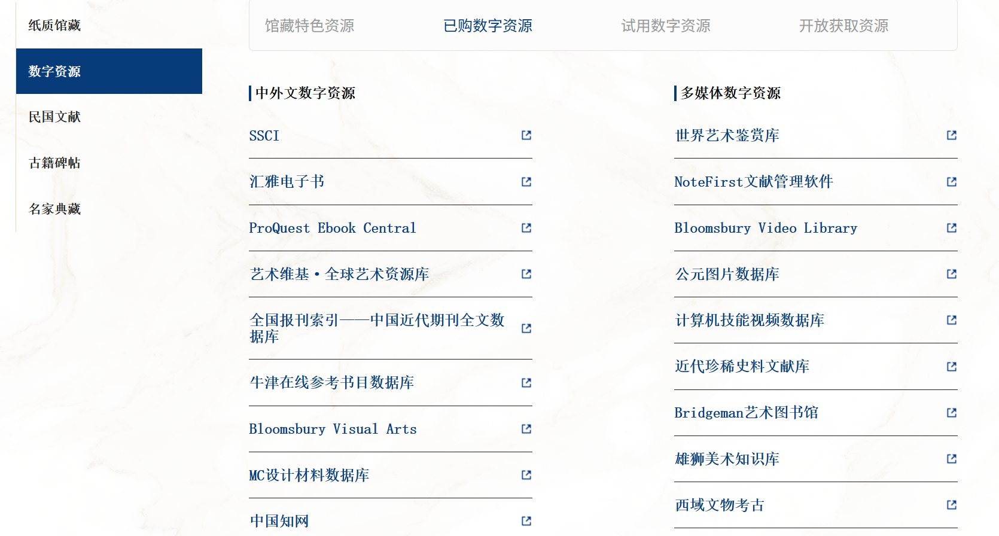 纸质馆藏
数字资源
民国文献
古籍碑帖
名家典藏
馆藏特色资源
已购数字资源
试用数字资源
开放获取资源
中外文数字资源
SSCI
汇雅电子书
ProQuest Ebook Central
艺术维基·全球艺术资源库
全国报刊索引——中国近代期刊全文数
据库
牛津在线参考书目数据库
Bloomsbury Visual Arts
MC设计材料数据库
中国知网
多媒体数字资源
世界艺术鉴赏库
NoteFirst文献管理软件
Bloomsbury Video Library
公元图片数据库
计算机技能视频数据库
近代珍稀史料文献库
Bridgeman艺术图书馆
雄狮美术知识库
西域文物考古